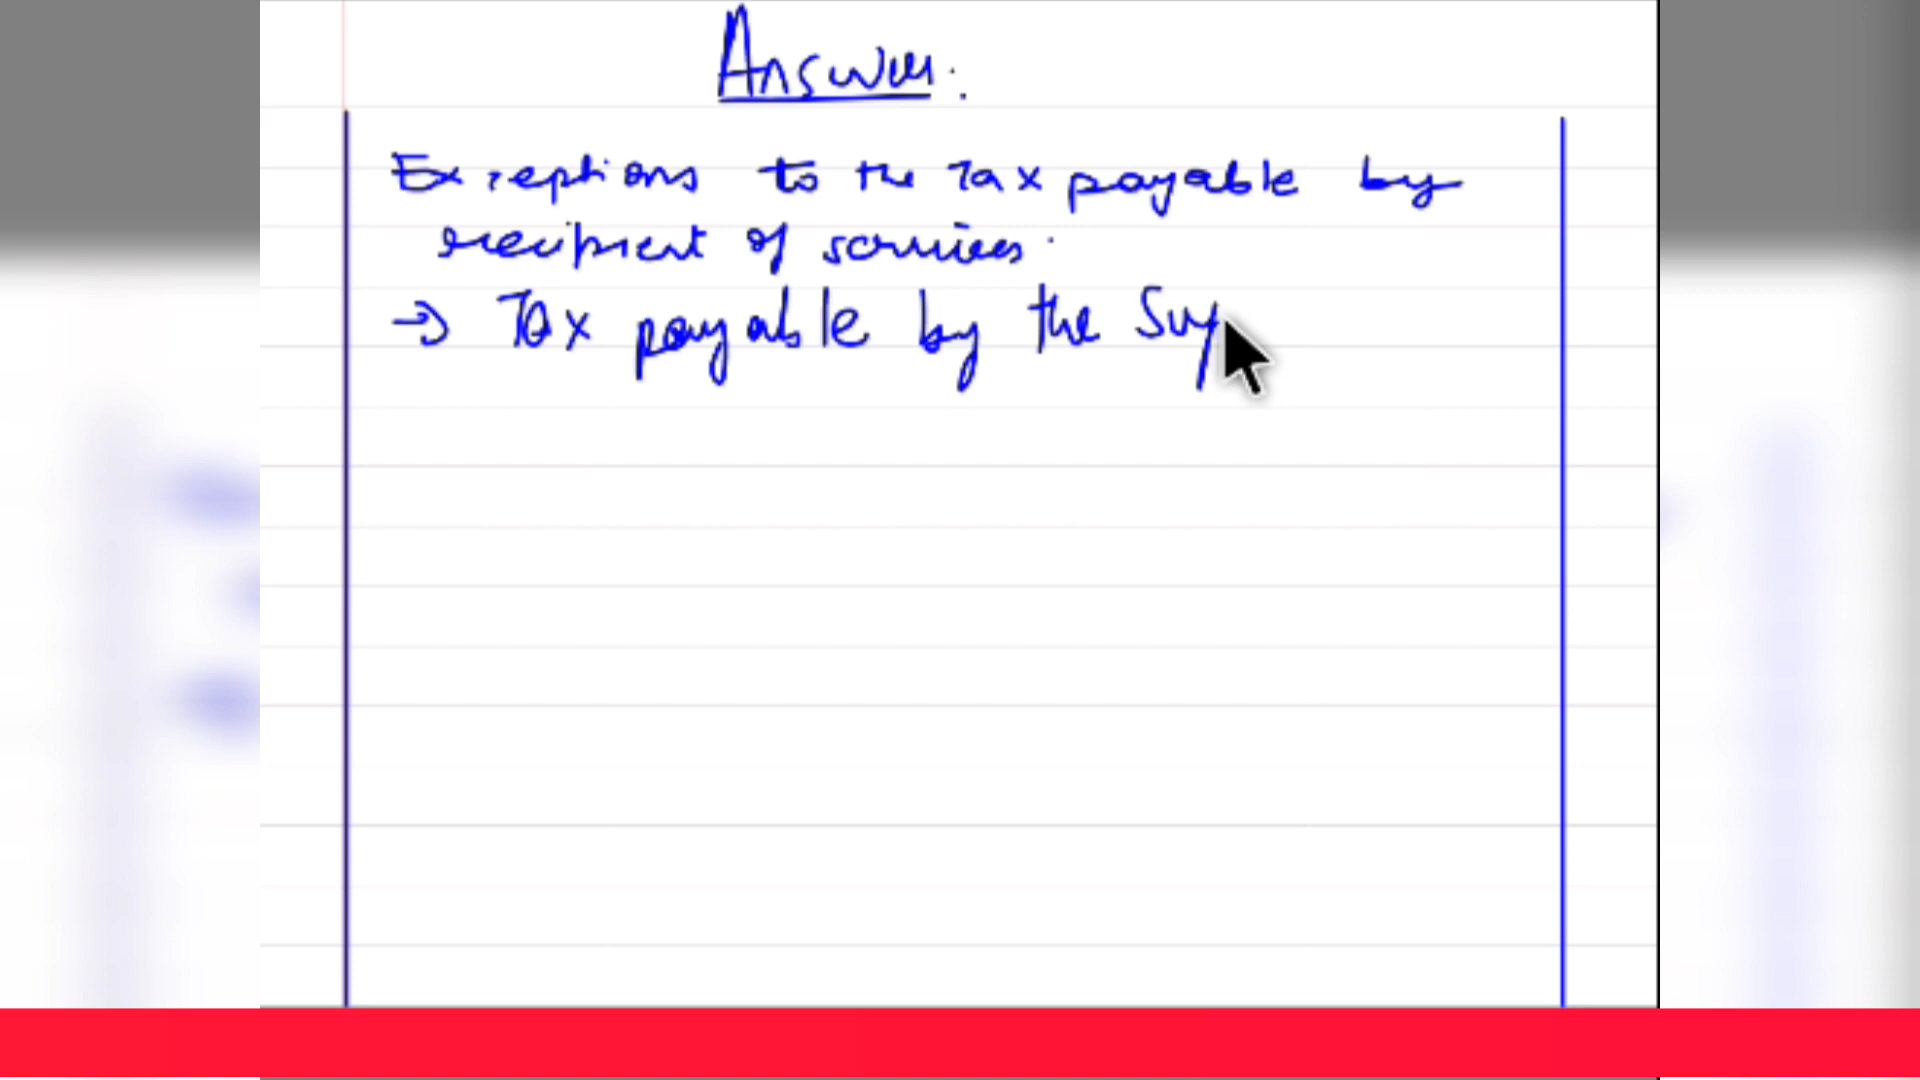 Answer:
Exceptions to the Tax payable by
recipient of services.
→ Tax payable by the Sup